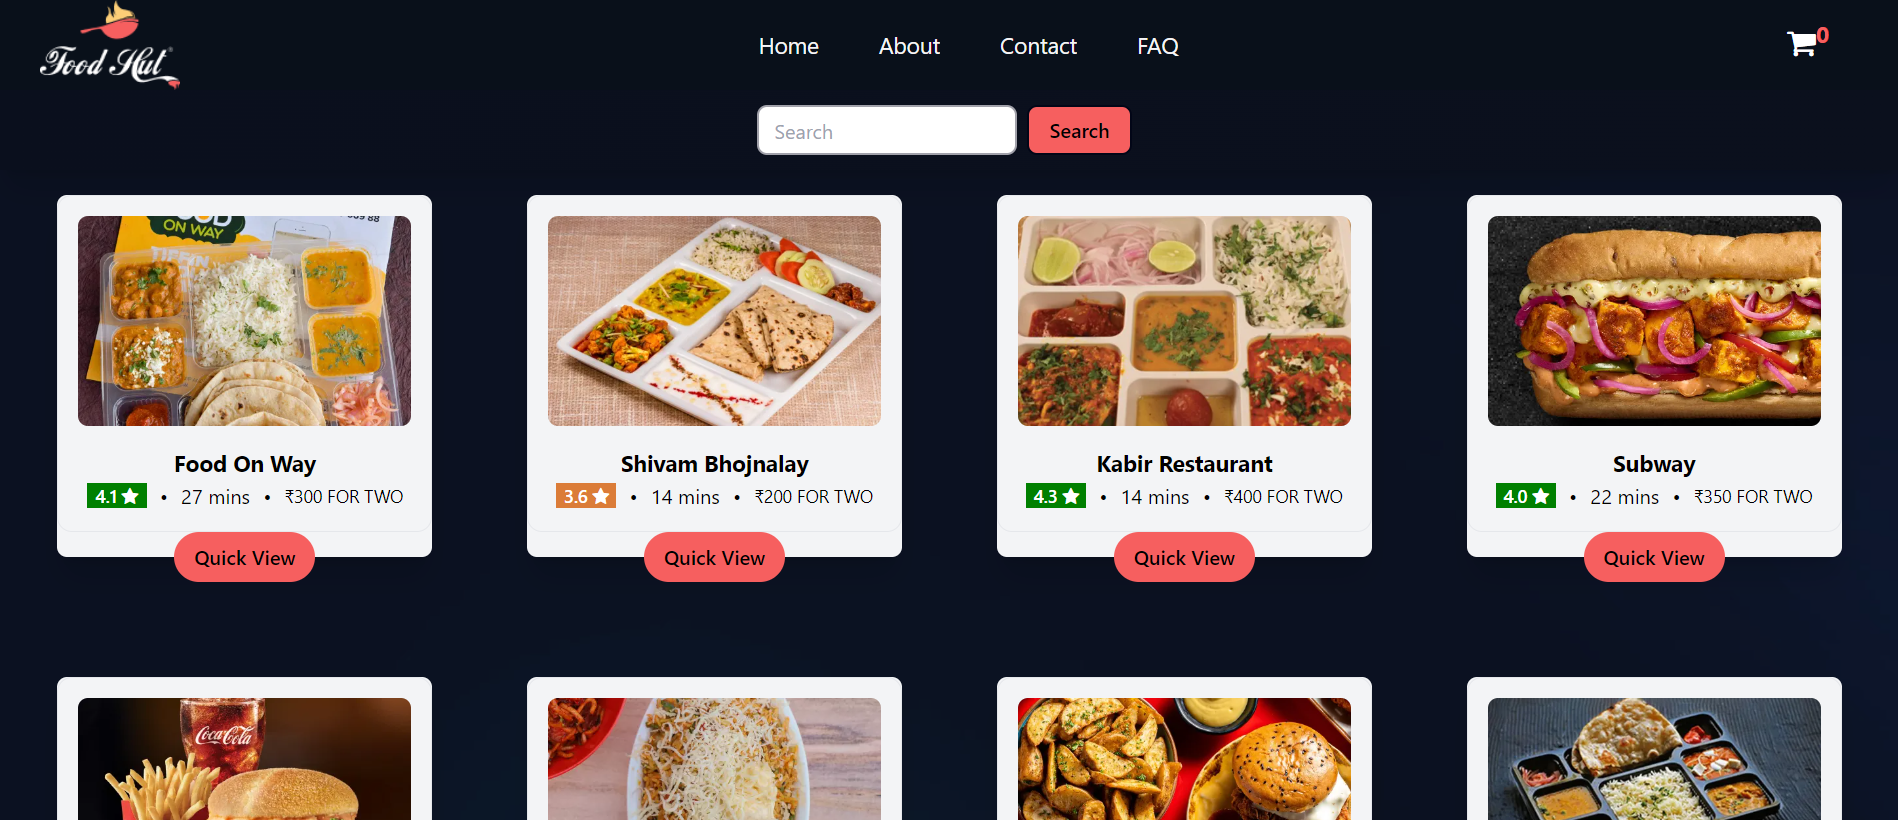 Food Hut
Home About Contact FAQ
0
Search Search
ON WAY
Food On Way
4.1 • 27 mins • ₹300 FOR TWO
Quick View
Shivam Bhojnalay
3.6 • 14 mins • ₹200 FOR TWO
Quick View
Kabir Restaurant
4.3 • 14 mins • ₹400 FOR TWO
Quick View
Subway
4.0 • 22 mins • ₹350 FOR TWO
Quick View
Coca-Cola